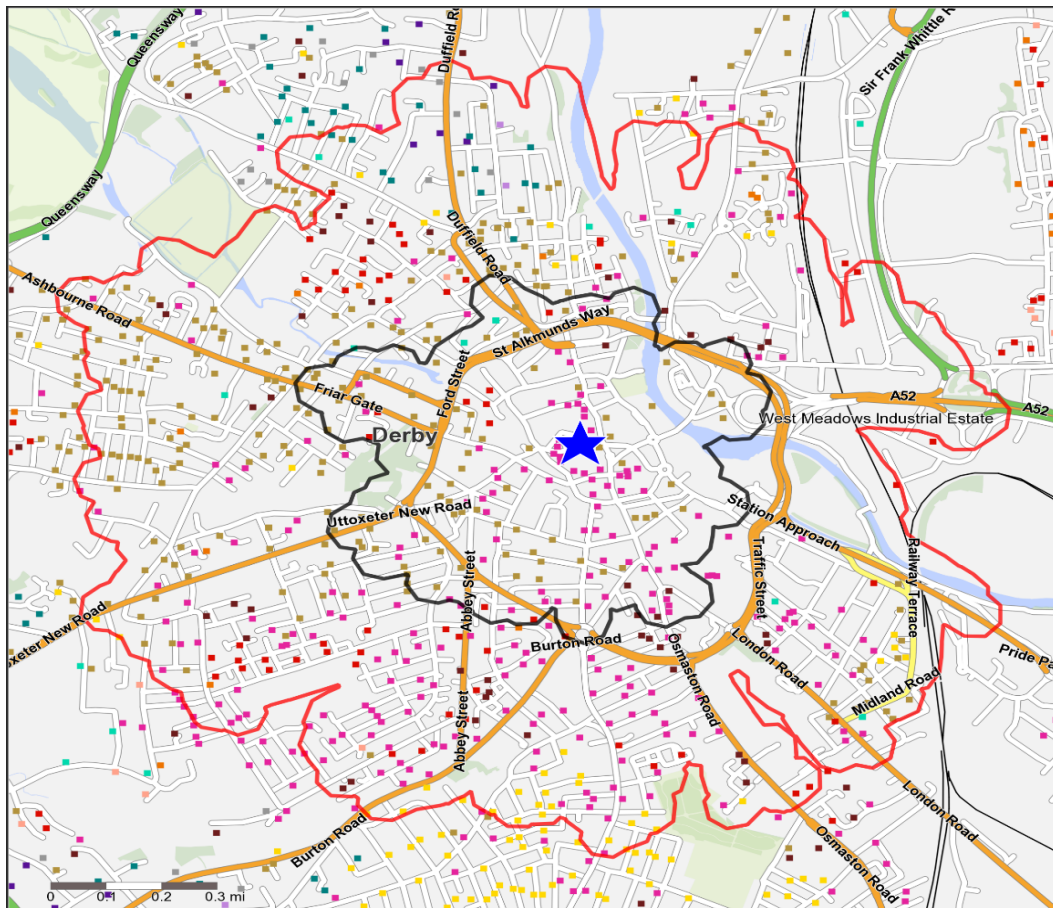 Queensway
Duffield Ro
Sir Frank Whittle R
Queensway
Duffield Road
Ashbourne Road
St Alkmunds Way
Ford Street
Friar Gate
A52
A52
West Meadows Industrial Estate
Derby
Uttoxeter New Road
Station Approach
Abbey Street
Traffic Street
Railway Terrace
Burton Road
oxeter New Road
Osmaston Road
London Road
Pride Pa
Midland Road
Abbey Street
London Road
Burton Road
Osmaston Road
0 0.1 0.2 0.3 mi